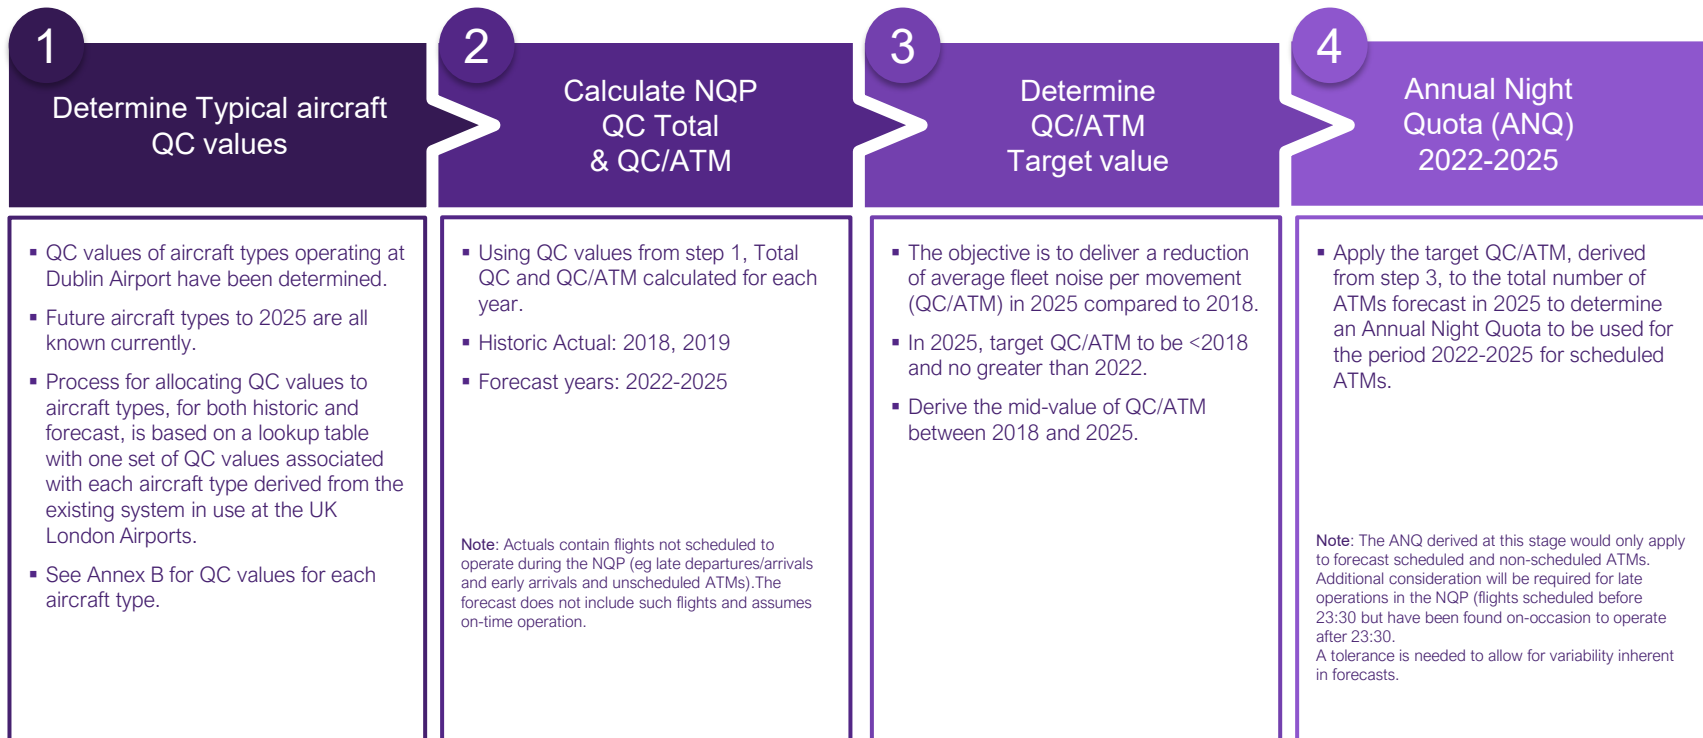 1
Determine Typical aircraft
QC values
▪ QC values of aircraft types operating at
Dublin Airport have been determined.
▪ Future aircraft types to 2025 are all
known currently.
▪ Process for allocating QC values to
aircraft types, for both historic and
forecast, is based on a lookup table
with one set of QC values associated
with each aircraft type derived from the
existing system in use at the UK
London Airports.
▪ See Annex B for QC values for each
aircraft type.
2
Calculate NQP
QC Total
& QC/ATM
▪ Using QC values from step 1, Total
QC and QC/ATM calculated for each
year.
▪ Historic Actual: 2018, 2019
▪ Forecast years: 2022-2025
Note: Actuals contain flights not scheduled to
operate during the NQP (eg late departures/arrivals
and early arrivals and unscheduled ATMs).The
forecast does not include such flights and assumes
on-time operation.
3
Determine
QC/ATM
Target value
▪ The objective is to deliver a reduction
of average fleet noise per movement
(QC/ATM) in 2025 compared to 2018.
▪ In 2025, target QC/ATM to be <2018
and no greater than 2022.
▪ Derive the mid-value of QC/ATM
between 2018 and 2025.
4
Annual Night
Quota (ANQ)
2022-2025
▪ Apply the target QC/ATM, derived
from step 3, to the total number of
ATMs forecast in 2025 to determine
an Annual Night Quota to be used for
the period 2022-2025 for scheduled
ATMs.
Note: The ANQ derived at this stage would only apply
to forecast scheduled and non-scheduled ATMs.
Additional consideration will be required for late
operations in the NQP (flights scheduled before
23:30 but have been found on-occasion to operate
after 23:30.
A tolerance is needed to allow for variability inherent
in forecasts.